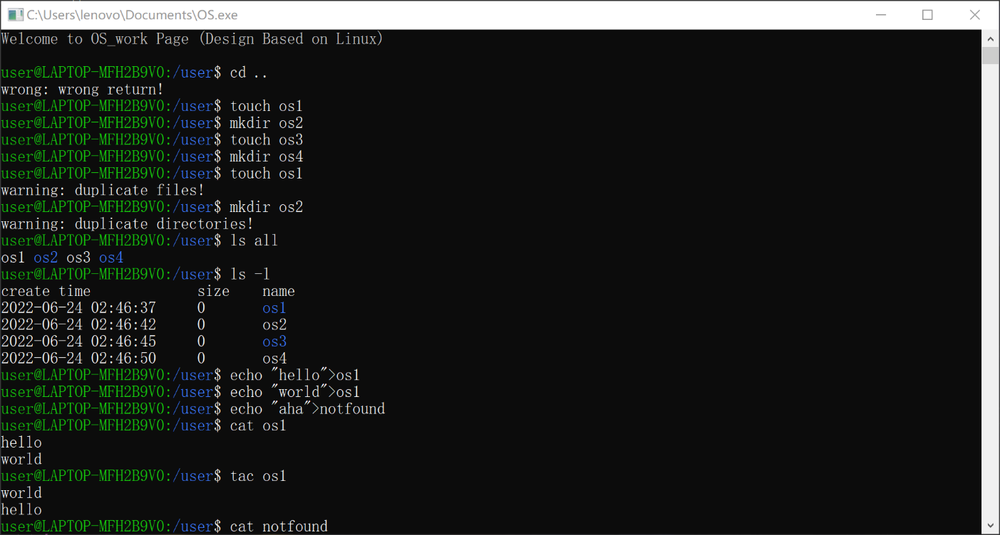 C:\Users\lenovo\Documents\OS.exe
Welcome to OS_work Page (Design Based on Linux)
user@LAPTOP-MFH2B9V0:/user$ cd ..
wrong: wrong return!
user@LAPTOP-MFH2B9V0:/user$ touch os1
user@LAPTOP-MFH2B9V0:/user$ mkdir os2
user@LAPTOP-MFH2B9V0:/user$ touch os3
user@LAPTOP-MFH2B9V0:/user$ mkdir os4
user@LAPTOP-MFH2B9V0:/user$ touch os1
warning: duplicate files!
user@LAPTOP-MFH2B9V0:/user$ mkdir os2
warning: duplicate directories!
user@LAPTOP-MFH2B9V0:/user$ ls all
os1 os2 os3 os4
user@LAPTOP-MFH2B9V0:/user$ ls -l
create time size name
2022-06-24 02:46:37 0 os1
2022-06-24 02:46:42 0 os2
2022-06-24 02:46:45 0 os3
2022-06-24 02:46:50 0 os4
user@LAPTOP-MFH2B9V0:/user$ echo "hello">os1
user@LAPTOP-MFH2B9V0:/user$ echo "world">os1
user@LAPTOP-MFH2B9V0:/user$ echo "aha">notfound
user@LAPTOP-MFH2B9V0:/user$ cat os1
hello
world
user@LAPTOP-MFH2B9V0:/user$ tac os1
world
hello
user@LAPTOP-MFH2B9V0:/user$ cat notfound